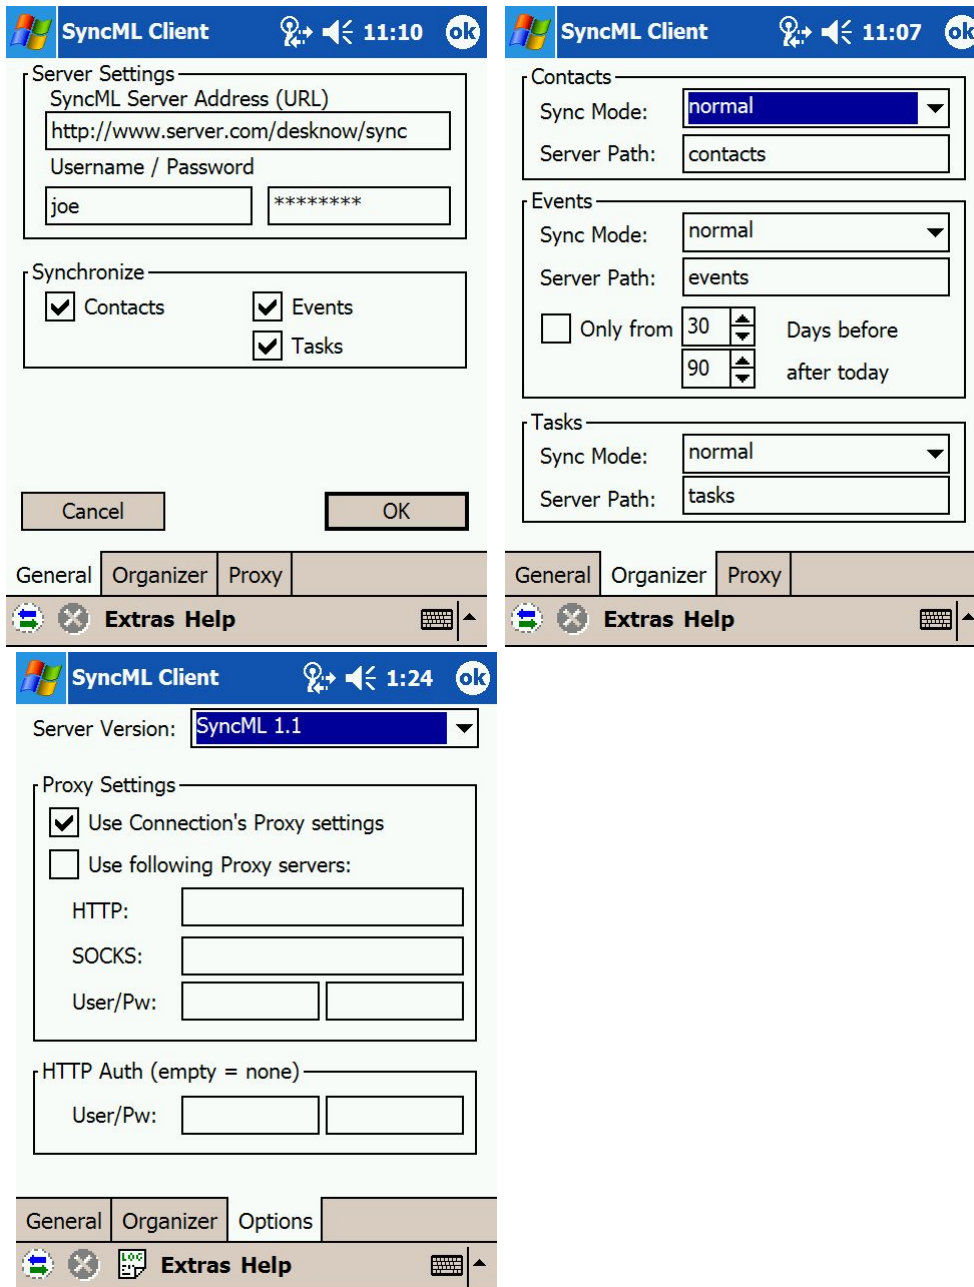 SyncML Client 11:10 ok
Server Settings
SyncML Server Address (URL)
http://www.server.com/desknow/sync
Username / Password
joe ********
Synchronize
Contacts Events
Tasks
Cancel OK
General Organizer Proxy
Extras Help
SyncML Client 11:07 ok
Contacts
Sync Mode: normal
Server Path: contacts
Events
Sync Mode: normal
Server Path: events
Only from 30 Days before
90 after today
Tasks
Sync Mode: normal
Server Path: tasks
General Organizer Proxy
Extras Help
SyncML Client 1:24 ok
Server Version: SyncML 1.1
Proxy Settings
Use Connection's Proxy settings
Use following Proxy servers:
HTTP:
SOCKS:
User/Pw:
HTTP Auth (empty = none)
User/Pw:
General Organizer Options
LOG Extras Help